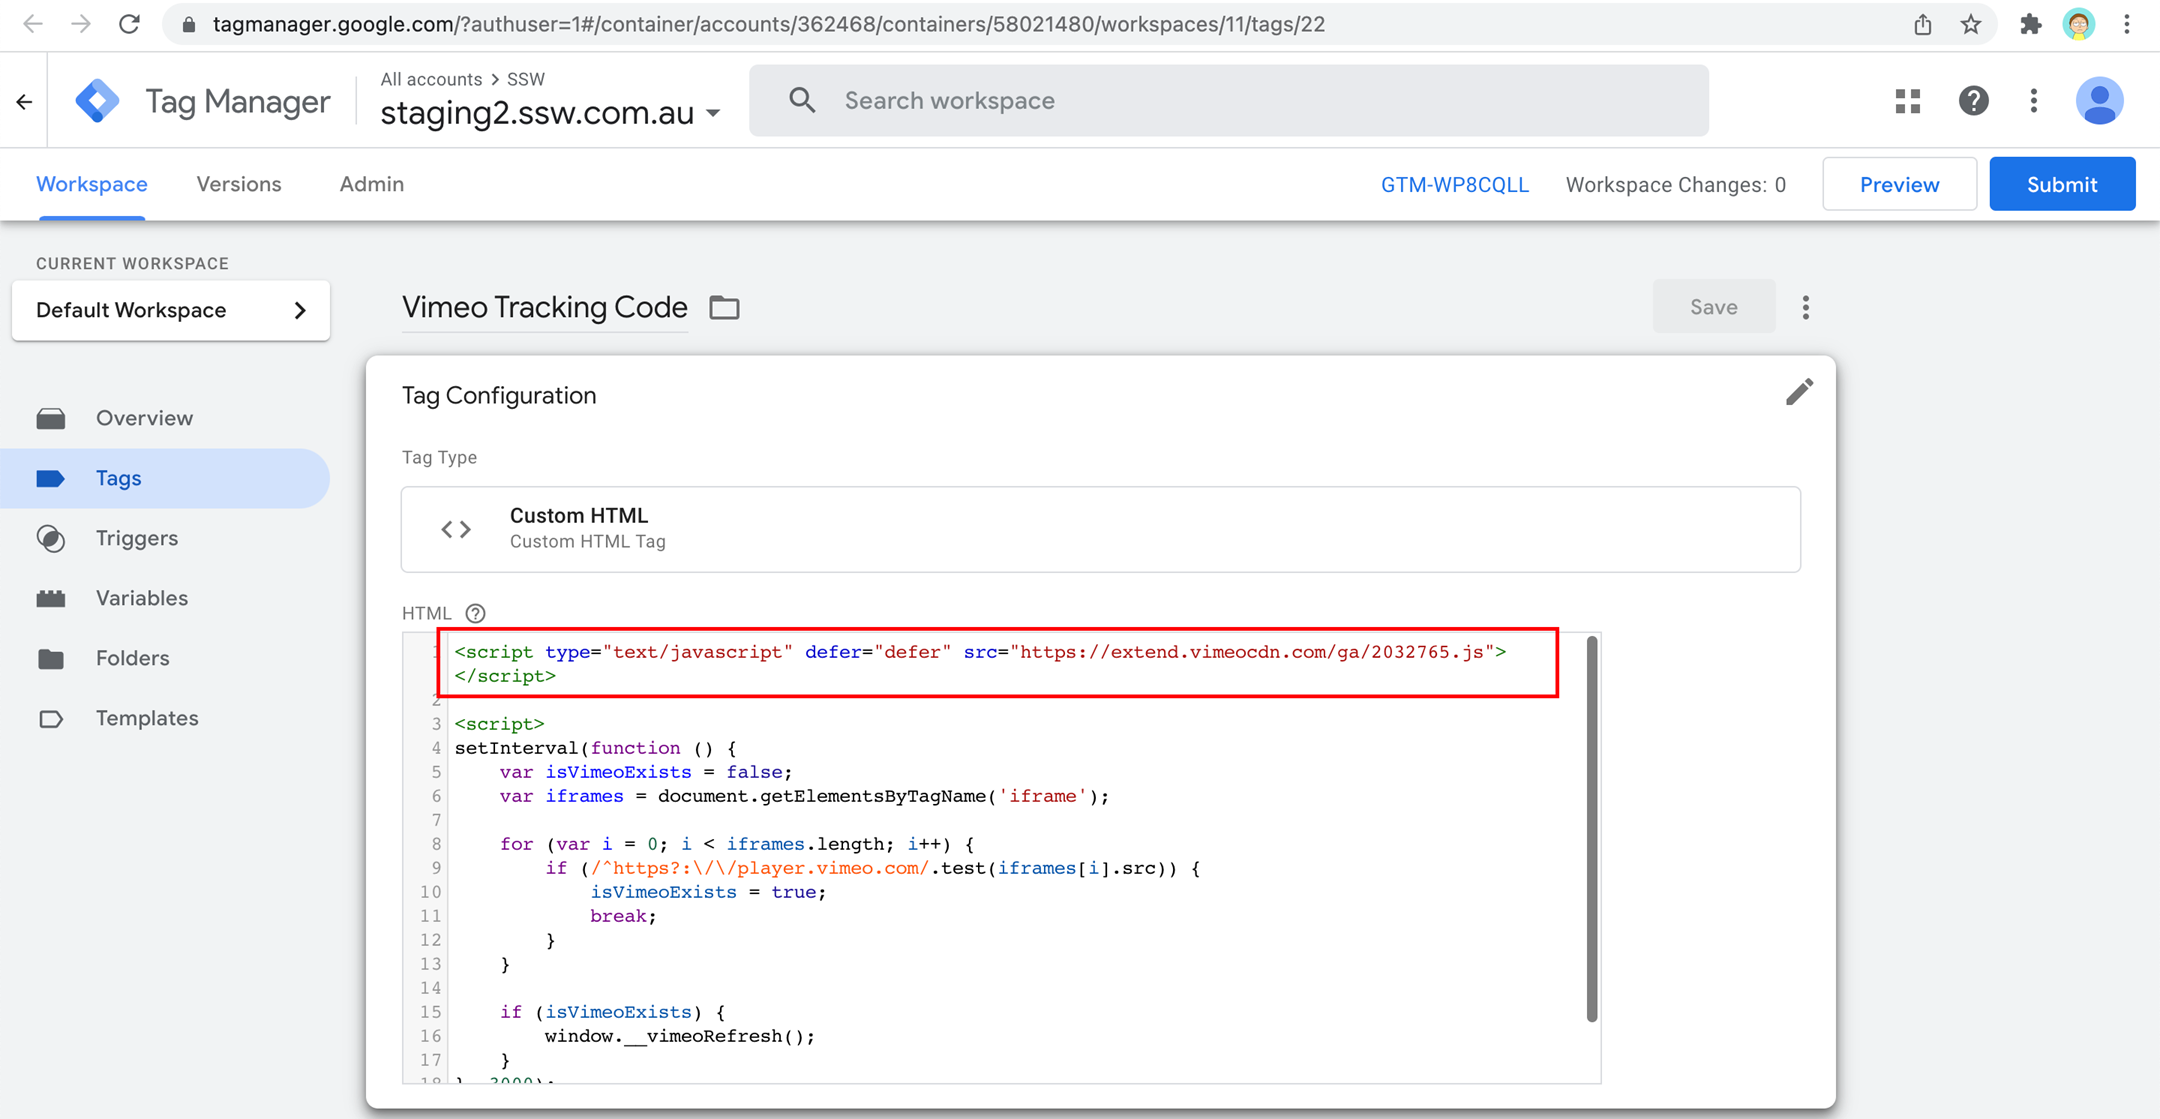 tagmanager.google.com/?authuser=1#/container/accounts/362468/containers/58021480/workspaces/11/tags/22
Tag Manager
All accounts > SSW
staging2.ssw.com.au
Search workspace
Workspace Versions Admin
GTM-WP8CQLL Workspace Changes: 0 Preview Submit
CURRENT WORKSPACE
Default Workspace
Overview
Tags
Triggers
Variables
Folders
Templates
Vimeo Tracking Code
Save
Tag Configuration
Tag Type
Custom HTML
Custom HTML Tag
HTML
1 <script type="text/javascript" defer="defer" src="https://extend.vimeocdn.com/ga/2032765.js">
</script>
2
3 <script>
4 setInterval(function () {
5 var isVimeoExists = false;
6 var iframes = document.getElementsByTagName('iframe');
7
8 for (var i = 0; i < iframes.length; i++) {
9 if (/^https?:\/\/player.vimeo.com/.test(iframes[i].src)) {
10 isVimeoExists = true;
11 break;
12 }
13 }
14
15 if (isVimeoExists) {
16 window.__vimeoRefresh();
17 }
18 }, 3000);